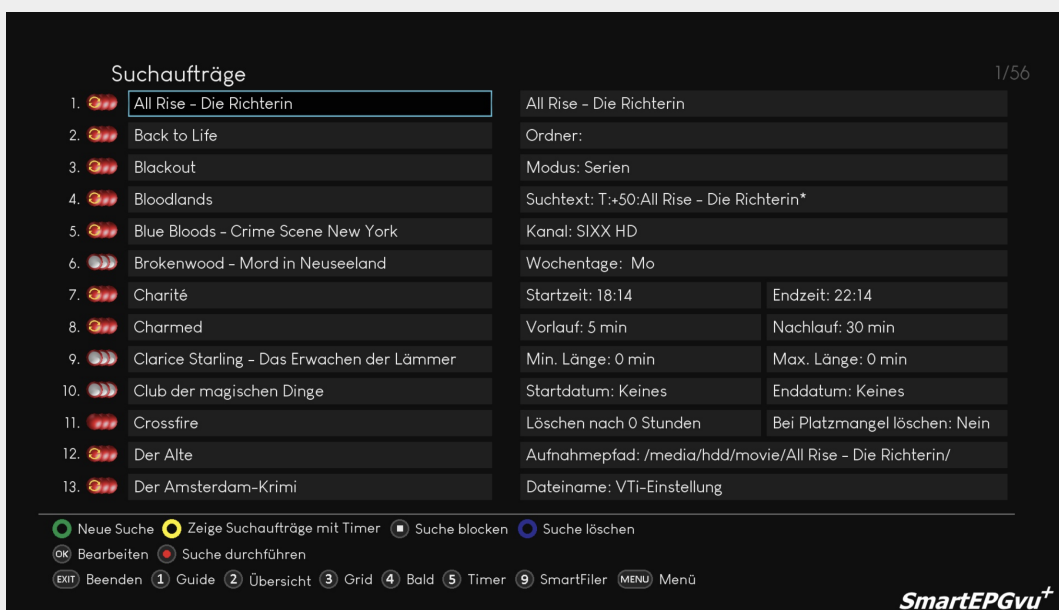 Suchaufträge 1/56
1. All Rise - Die Richterin All Rise - Die Richterin
2. Back to Life Ordner:
3. Blackout Modus: Serien
4. Bloodlands Suchtext: T:+50:All Rise - Die Richterin*
5. Blue Bloods - Crime Scene New York Kanal: SIXX HD
6. Brokenwood - Mord in Neuseeland Wochentage: Mo
7. Charité Startzeit: 18:14 Endzeit: 22:14
8. Charmed Vorlauf: 5 min Nachlauf: 30 min
9. Clarice Starling - Das Erwachen der Lämmer Min. Länge: 0 min Max. Länge: 0 min
10. Club der magischen Dinge Startdatum: Keines Enddatum: Keines
11. Crossfire Löschen nach 0 Stunden Bei Platzmangel löschen: Nein
12. Der Alte Aufnahmepfad: /media/hdd/movie/All Rise - Die Richterin/
13. Der Amsterdam-Krimi Dateiname: VTi-Einstellung
Neue Suche Zeige Suchaufträge mit Timer Suche blocken Suche löschen
OK Bearbeiten Suche durchführen
EXIT Beenden 1 Guide 2 Übersicht 3 Grid 4 Bald 5 Timer 9 SmartFiler MENU Menü
SmartEPGvu+